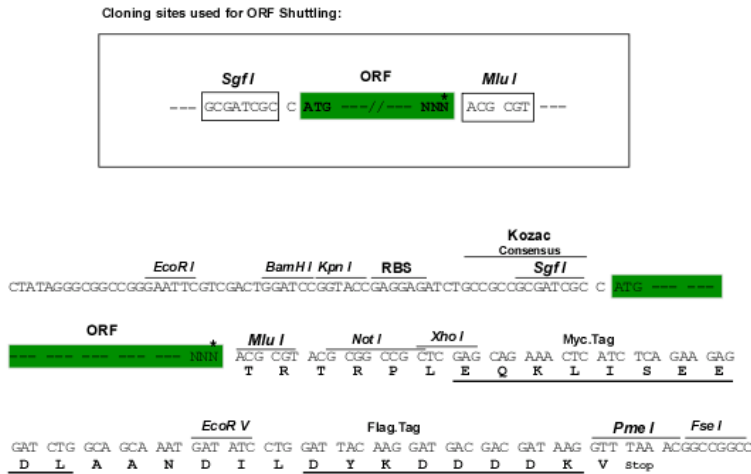 Cloning sites used for ORF Shuttling:
Sgf I ORF Mlu I
*
--- GCGATCGC C ATG ---//--- NNN ACG CGT ---
Kozac
Consensus
EcoR I BamH I Kpn I RBS Sgf I
CTATAGGGCGGCCGGGAATTCGTCGACTGGATCCGGTACCGAGGAGATCTGCCGCCGCGATCGC C ATG --- ---
ORF * Mlu I Not I Xho I Myc.Tag
--- --- --- --- --- NNN ACG CGT ACG CGG CCG CTC GAG CAG AAA CTC ATC TCA GAA GAG
T R T R P L E Q K L I S E E
EcoR V Flag.Tag Pme I Fse I
GAT CTG GCA GCA AAT GAT ATC CTG GAT TAC AAG GAT GAC GAC GAT AAG GTT TAA ACGGCCGGCC
D L A A N D I L D Y K D D D D K V Stop